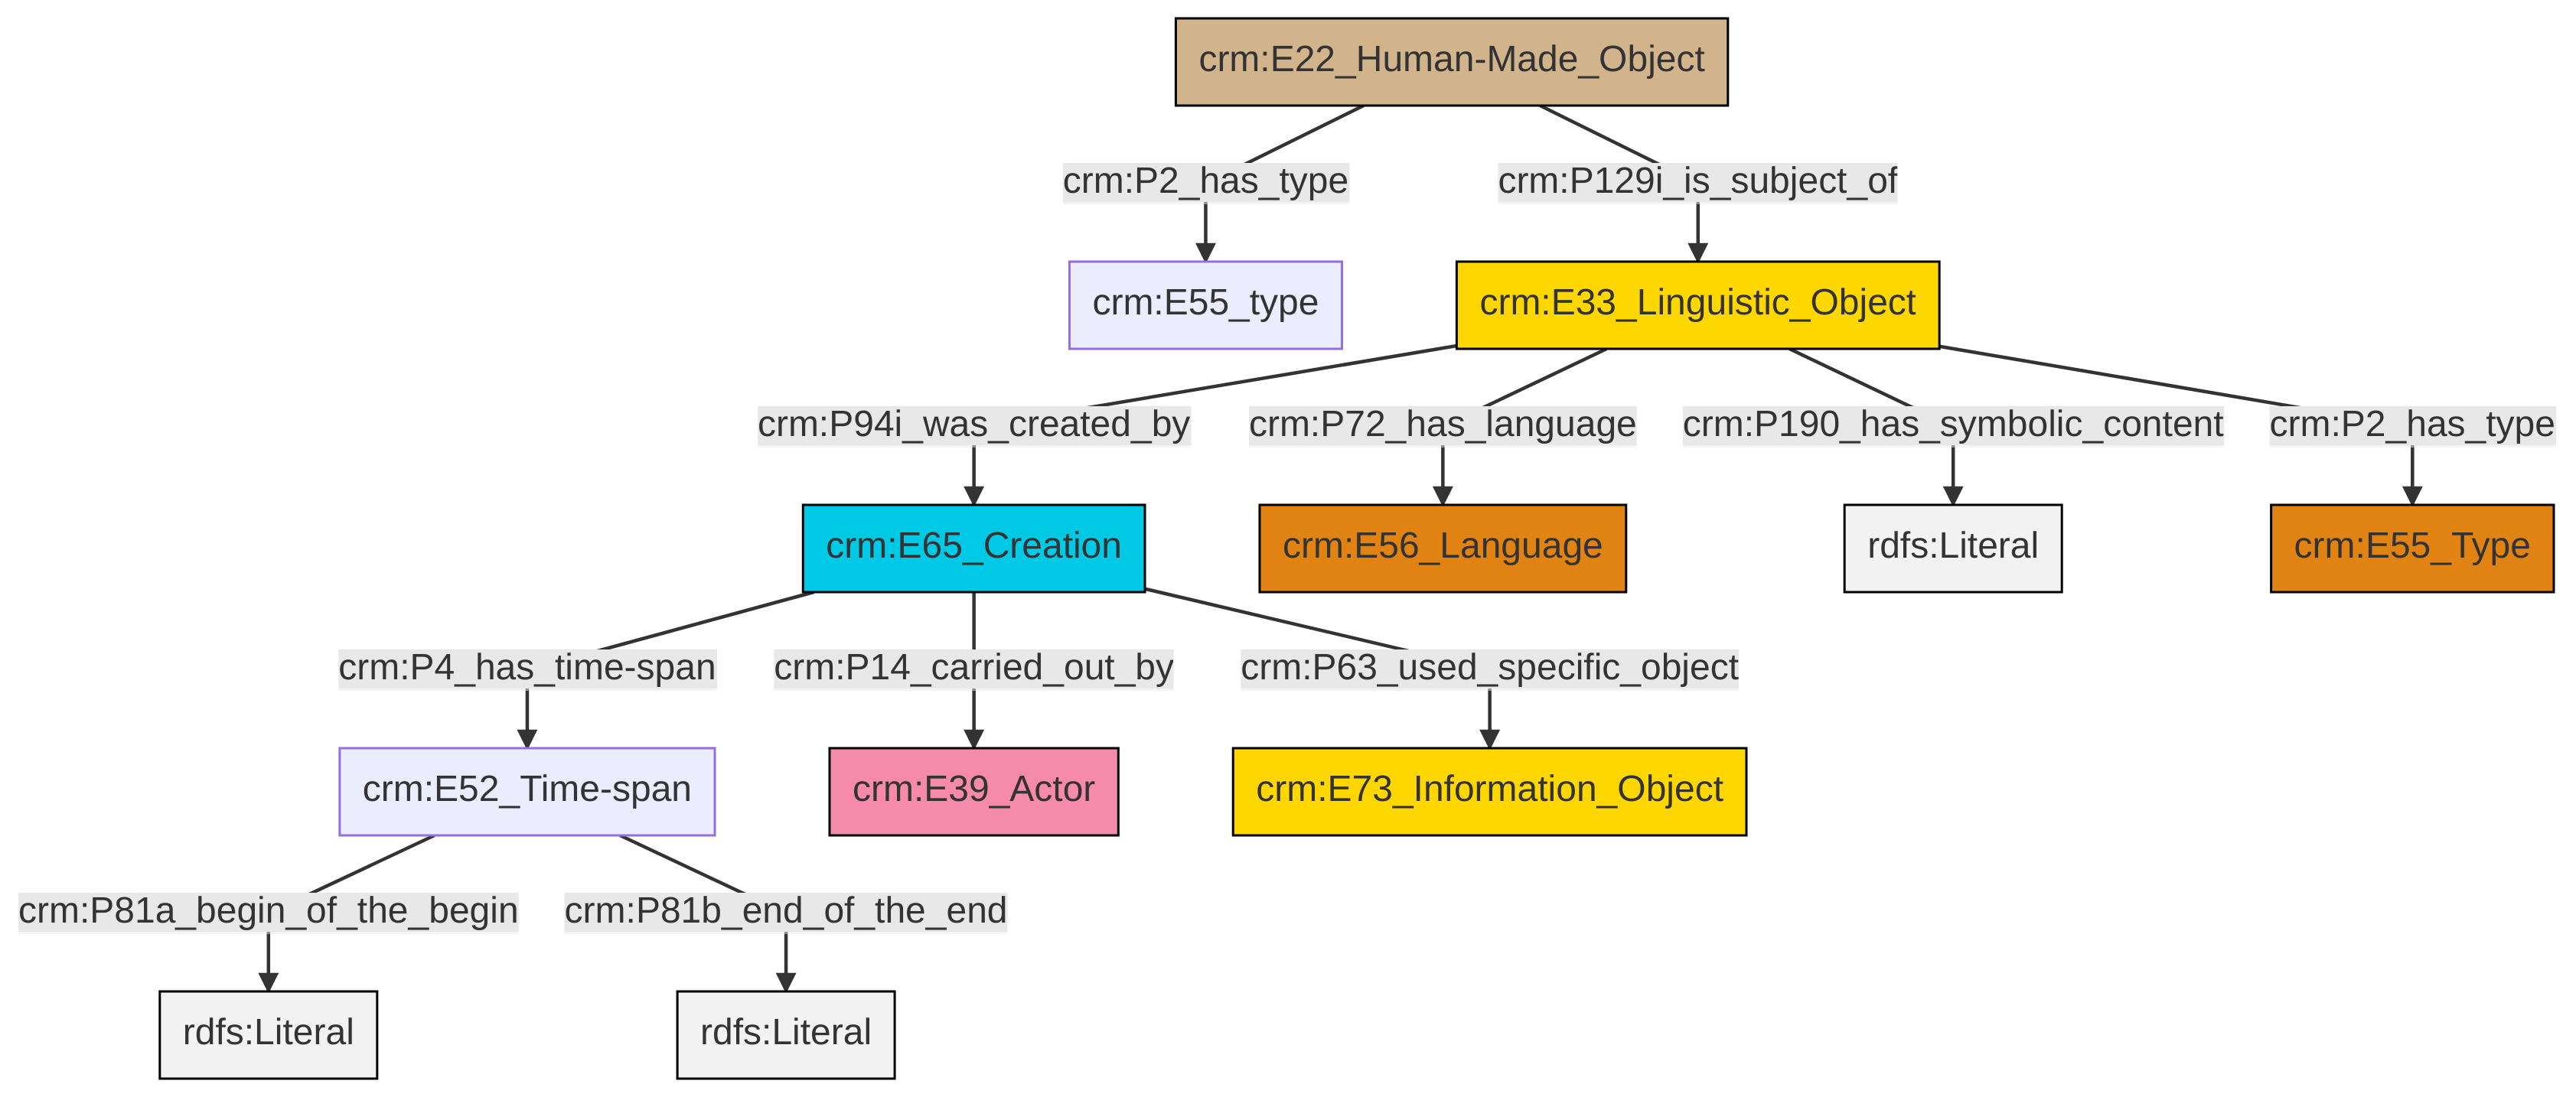 crm:E22_Human-Made_Object
crm:P2_has_type
crm:P129i_is_subject_of
crm:E55_type
crm:E33_Linguistic_Object
crm:P94i_was_created_by
crm:P72_has_language
crm:P190_has_symbolic_content
crm:P2_has_type
crm:E65_Creation
crm:E56_Language
rdfs:Literal
crm:E55_Type
crm:P4_has_time-span
crm:P14_carried_out_by
crm:P63_used_specific_object
crm:E52_Time-span
crm:E39_Actor
crm:E73_Information_Object
crm:P81a_begin_of_the_begin
crm:P81b_end_of_the_end
rdfs:Literal
rdfs:Literal